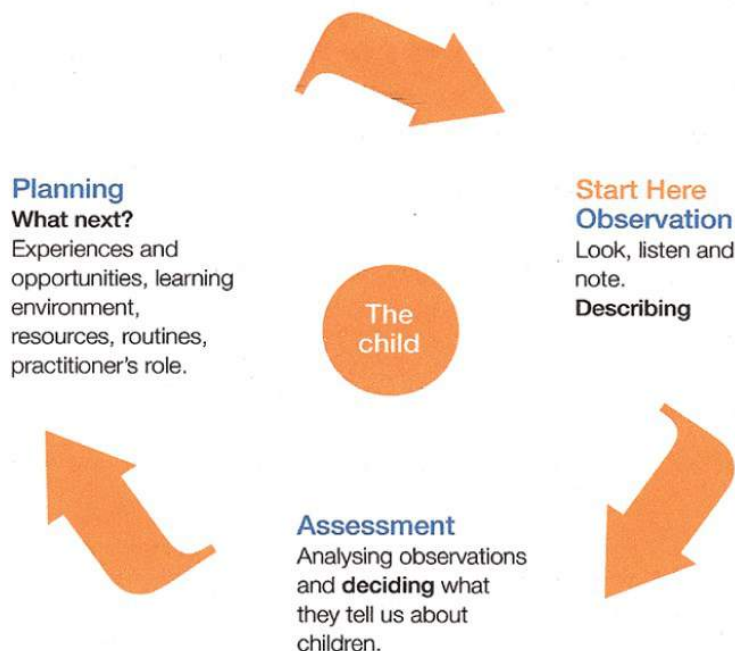 Planning
What next?
Experiences and
opportunities, learning
environment,
resources, routines,
practitioner's role.
Start Here
Observation
Look, listen and
note.
Describing
The
child
Assessment
Analysing observations
and deciding what
they tell us about
children.